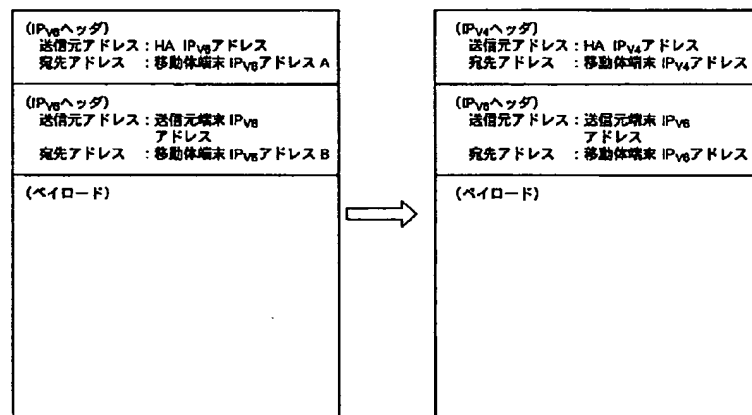 (IPV6ヘッダ)
送信元アドレス：HA IPV6アドレス
宛先アドレス　：移動体端末 IPV6アドレス A
(IPV6ヘッダ)
送信元アドレス：送信元端末 IPV6
アドレス
宛先アドレス　：移動体端末 IPV6アドレス B
(ペイロード)
(IPV4ヘッダ)
送信元アドレス：HA IPV4アドレス
宛先アドレス　：移動体端末 IPV4アドレス
(IPV6ヘッダ)
送信元アドレス：送信元端末 IPV6
アドレス
宛先アドレス　：移動体端末 IPV6アドレス
(ペイロード)